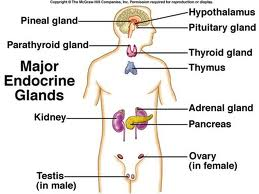 Copyright © The McGraw-Hill Companies, Inc. Permission required for reproduction or display.
Pineal gland
Hypothalamus
Pituitary gland
Parathyroid gland
Thyroid gland
Thymus
Major
Endocrine
Glands
Adrenal gland
Kidney
Pancreas
Ovary
(in female)
Testis
(in male)